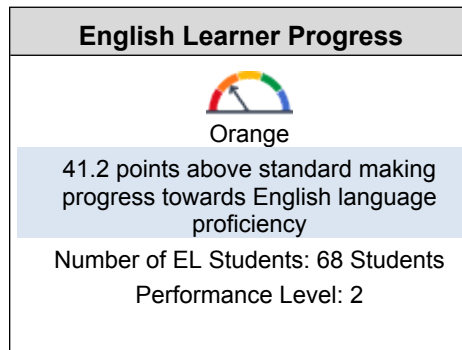 English Learner Progress
Orange
41.2 points above standard making
progress towards English language
proficiency
Number of EL Students: 68 Students
Performance Level: 2